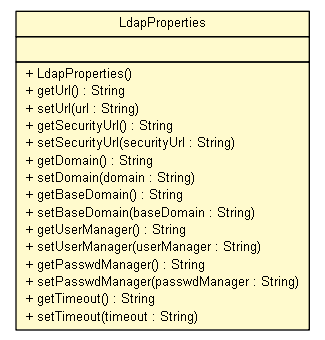 LdapProperties
+ LdapProperties()
+ getUrl() : String
+ setUrl(url : String)
+ getSecurityUrl() : String
+ setSecurityUrl(securityUrl : String)
+ getDomain() : String
+ setDomain(domain : String)
+ getBaseDomain() : String
+ setBaseDomain(baseDomain : String)
+ getUserManager() : String
+ setUserManager(userManager : String)
+ getPasswdManager() : String
+ setPasswdManager(passwdManager : String)
+ getTimeout() : String
+ setTimeout(timeout : String)